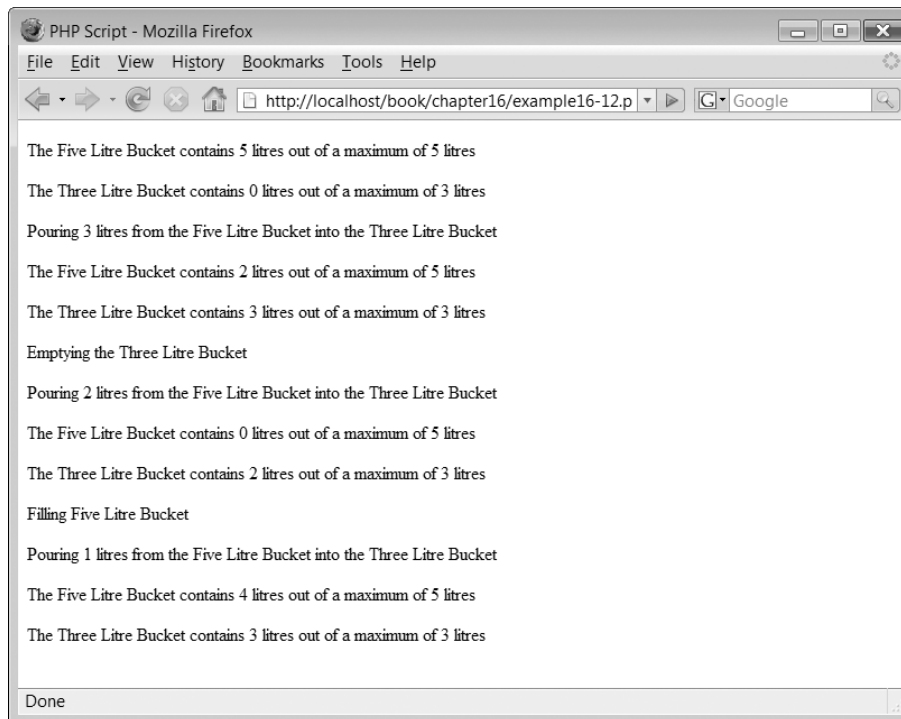 PHP Script - Mozilla Firefox
File Edit View History Bookmarks Tools Help
http://localhost/book/chapter16/example16-12.p G Google
The Five Litre Bucket contains 5 litres out of a maximum of 5 litres
The Three Litre Bucket contains 0 litres out of a maximum of 3 litres
Pouring 3 litres from the Five Litre Bucket into the Three Litre Bucket
The Five Litre Bucket contains 2 litres out of a maximum of 5 litres
The Three Litre Bucket contains 3 litres out of a maximum of 3 litres
Emptying the Three Litre Bucket
Pouring 2 litres from the Five Litre Bucket into the Three Litre Bucket
The Five Litre Bucket contains 0 litres out of a maximum of 5 litres
The Three Litre Bucket contains 2 litres out of a maximum of 3 litres
Filling Five Litre Bucket
Pouring 1 litres from the Five Litre Bucket into the Three Litre Bucket
The Five Litre Bucket contains 4 litres out of a maximum of 5 litres
The Three Litre Bucket contains 3 litres out of a maximum of 3 litres
Done